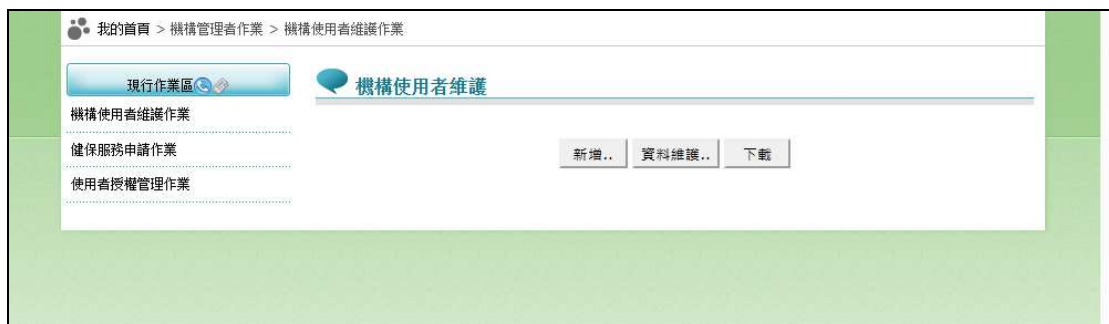 我的首頁 > 機構管理者作業 > 機構使用者維護作業
現行作業區
機構使用者維護作業
健保服務申請作業
使用者授權管理作業
機構使用者維護
新增.. 資料維護.. 下載